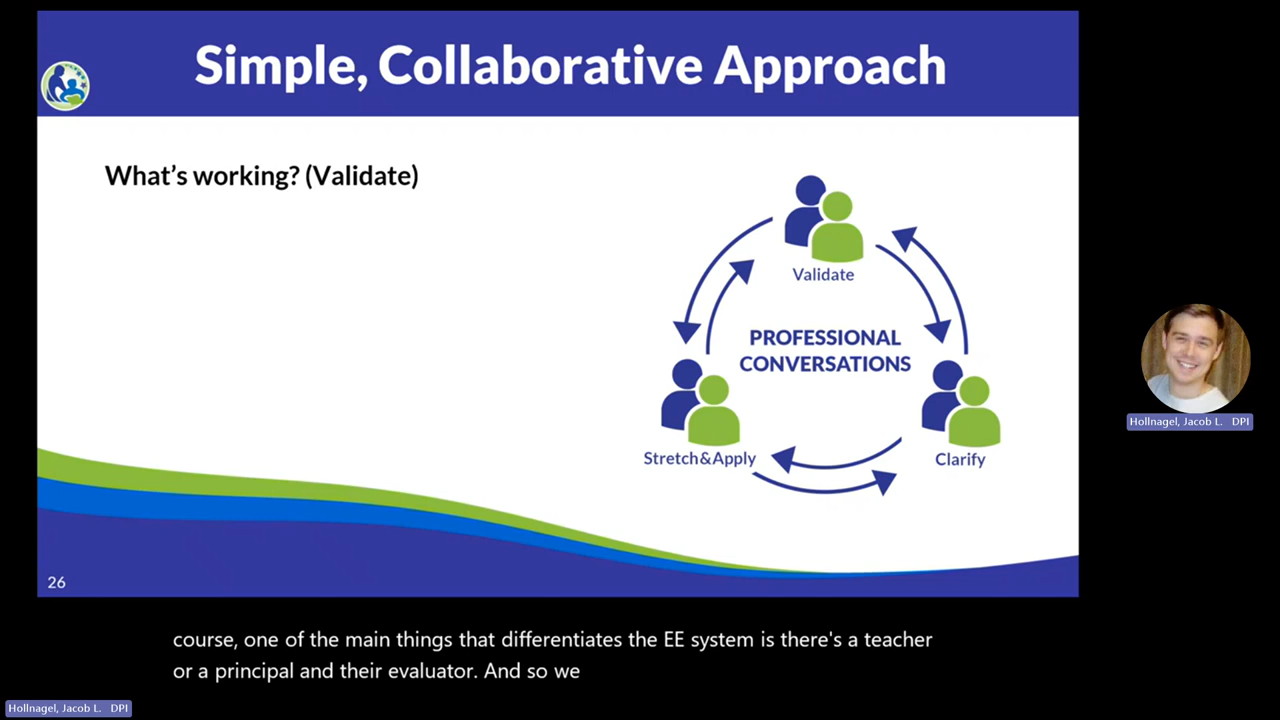 Simple, Collaborative Approach
What's working? (Validate)
Validate
PROFESSIONAL
CONVERSATIONS
Stretch&Apply
Clarify
26
Hollnagel, Jacob L. DPI
course, one of the main things that differentiates the EE system is there's a teacher
or a principal and their evaluator. And so we
Hollnagel, Jacob L. DPI